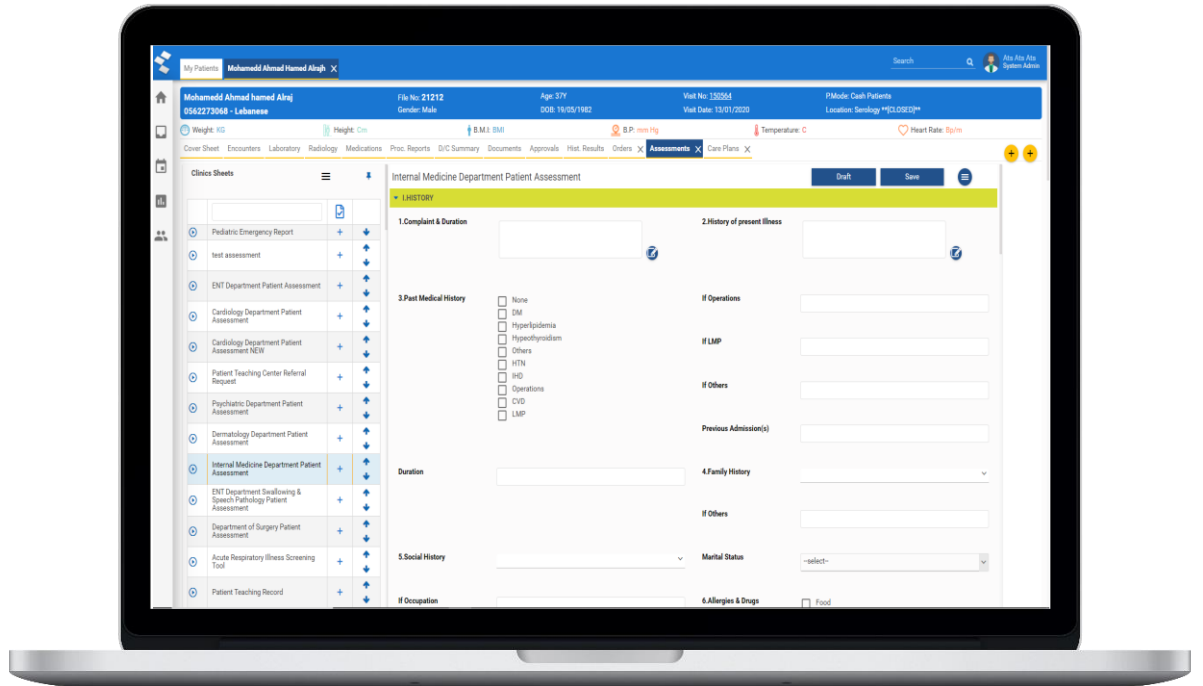 My Patients
Mohamedd Ahmad Hamed Alrajh X
Search
Ata Ata Ata
System Admin
Mohamedd Ahmad hamed Alraj
0562273068 - Lebanese
File No: 21212
Gender: Male
Age: 37Y
DOB: 19/05/1982
Visit No: 150564
Visit Date: 13/01/2020
P.Mode: Cash Patients
Location: Serology **[CLOSED]**
Weight: KG
Height: Cm
B.M.I: BMI
B.P: mm Hg
Temperature: C
Heart Rate: Bp/m
Cover Sheet Encounters Laboratory Radiology Medications Proc. Reports D/C Summary Documents Approvals Hist. Results Orders X Assessments X Care Plans X
Clinics Sheets
Pediatric Emergency Report
test assessment
ENT Department Patient Assessment
Cardiology Department Patient
Assessment
Cardiology Department Patient
Assessment NEW
Patient Teaching Center Referral
Request
Psychiatric Department Patient
Assessment
Dermatology Department Patient
Assessment
Internal Medicine Department Patient
Assessment
ENT Department Swallowing &
Speech Pathology Patient
Assessment
Department of Surgery Patient
Assessment
Acute Respiratory Illness Screening
Tool
Patient Teaching Record
Internal Medicine Department Patient Assessment
Draft
Save
I.HISTORY
1.Complaint & Duration
2.History of present Illness
3.Past Medical History
None
DM
Hyperlipidemia
Hypeothyroidism
Others
HTN
IHD
Operations
CVD
LMP
If Operations
If LMP
If Others
Previous Admission(s)
Duration
4.Family History
If Others
5.Social History
Marital Status
--select--
If Occupation
6.Allergies & Drugs
Food